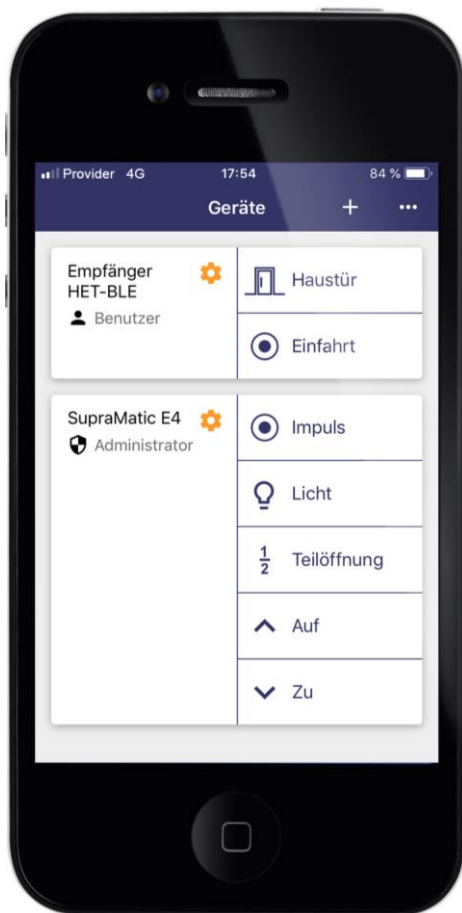 Provider 4G 17:54 84 %
Geräte + •••
Empfänger
HET-BLE
Benutzer
Haustür
Einfahrt
SupraMatic E4
Administrator
Impuls
Licht
1/2 Teilöffnung
Auf
Zu